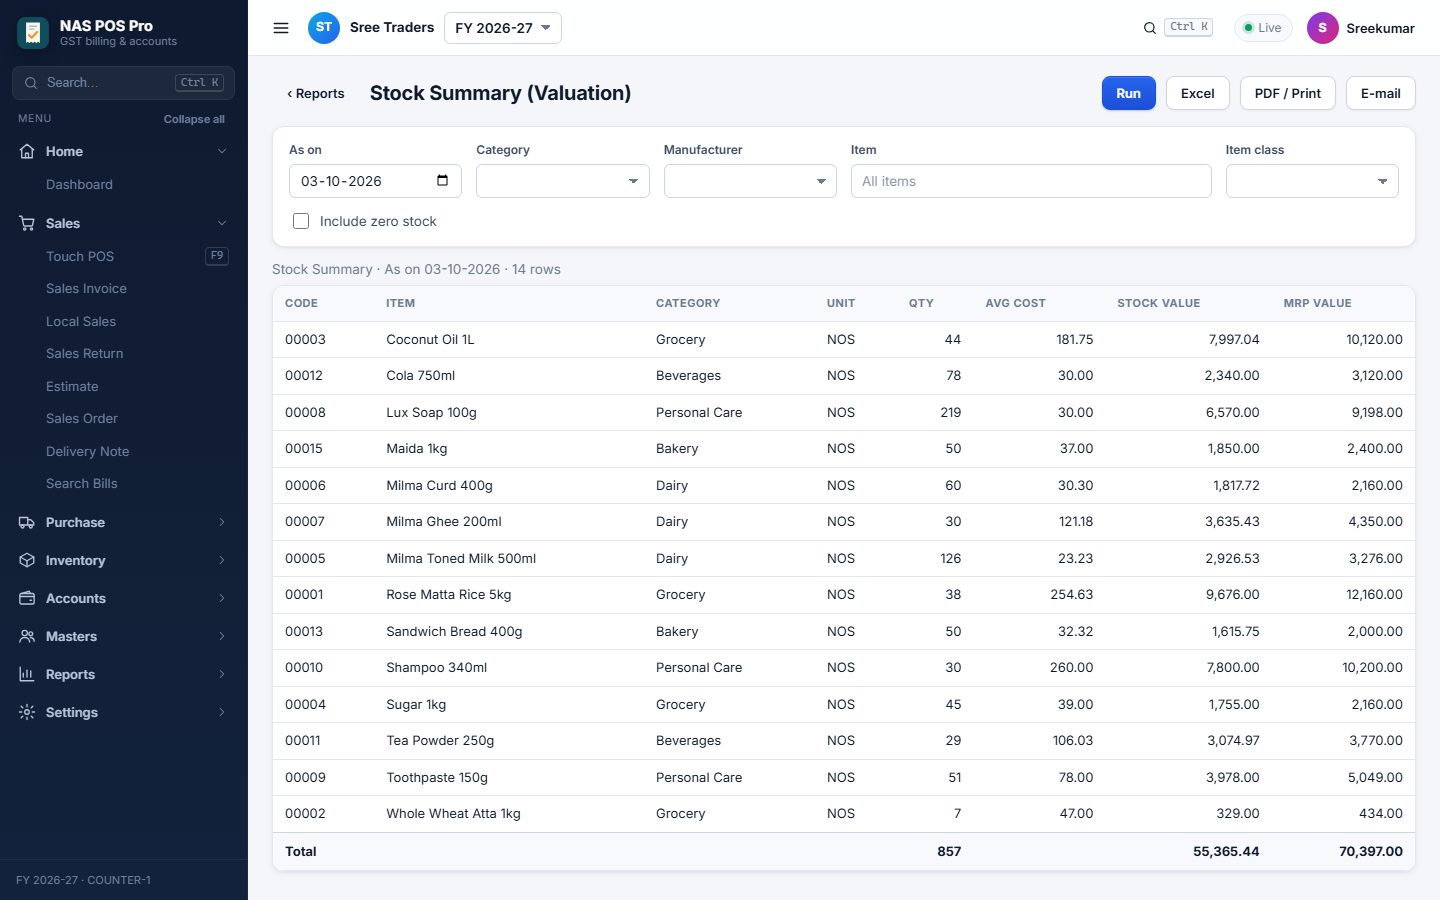 NAS POS Pro
GST billing & accounts
Search...
Ctrl K
MENU
Collapse all
Home
Dashboard
Sales
Touch POS
F9
Sales Invoice
Local Sales
Sales Return
Estimate
Sales Order
Delivery Note
Search Bills
Purchase
Inventory
Accounts
Masters
Reports
Settings
FY 2026-27 · COUNTER-1
ST
Sree Traders
FY 2026-27
Ctrl K
Live
S
Sreekumar
‹ Reports
Stock Summary (Valuation)
Run
Excel
PDF / Print
E-mail
As on
Category
Manufacturer
Item
Item class
03-10-2026
All items
Include zero stock
Stock Summary · As on 03-10-2026 · 14 rows
CODE ITEM CATEGORY UNIT QTY AVG COST STOCK VALUE MRP VALUE
00003 Coconut Oil 1L Grocery NOS 44 181.75 7,997.04 10,120.00
00012 Cola 750ml Beverages NOS 78 30.00 2,340.00 3,120.00
00008 Lux Soap 100g Personal Care NOS 219 30.00 6,570.00 9,198.00
00015 Maida 1kg Bakery NOS 50 37.00 1,850.00 2,400.00
00006 Milma Curd 400g Dairy NOS 60 30.30 1,817.72 2,160.00
00007 Milma Ghee 200ml Dairy NOS 30 121.18 3,635.43 4,350.00
00005 Milma Toned Milk 500ml Dairy NOS 126 23.23 2,926.53 3,276.00
00001 Rose Matta Rice 5kg Grocery NOS 38 254.63 9,676.00 12,160.00
00013 Sandwich Bread 400g Bakery NOS 50 32.32 1,615.75 2,000.00
00010 Shampoo 340ml Personal Care NOS 30 260.00 7,800.00 10,200.00
00004 Sugar 1kg Grocery NOS 45 39.00 1,755.00 2,160.00
00011 Tea Powder 250g Beverages NOS 29 106.03 3,074.97 3,770.00
00009 Toothpaste 150g Personal Care NOS 51 78.00 3,978.00 5,049.00
00002 Whole Wheat Atta 1kg Grocery NOS 7 47.00 329.00 434.00
Total 857 55,365.44 70,397.00